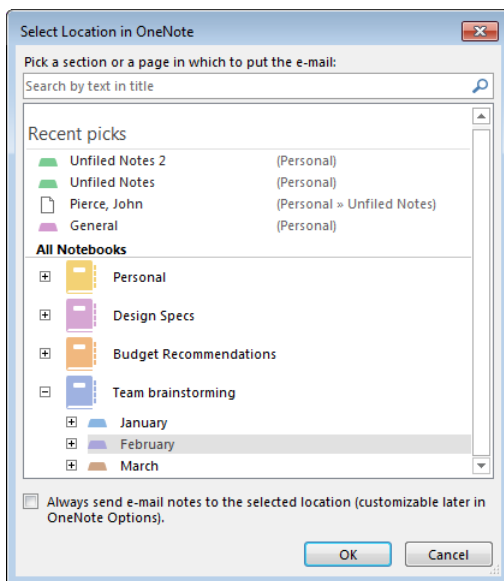 Select Location in OneNote
Pick a section or a page in which to put the e-mail:
Search by text in title
Recent picks
Unfiled Notes 2 (Personal)
Unfiled Notes (Personal)
Pierce, John (Personal » Unfiled Notes)
General (Personal)
All Notebooks
Personal
Design Specs
Budget Recommendations
Team brainstorming
January
February
March
Always send e-mail notes to the selected location (customizable later in
OneNote Options).
OK Cancel